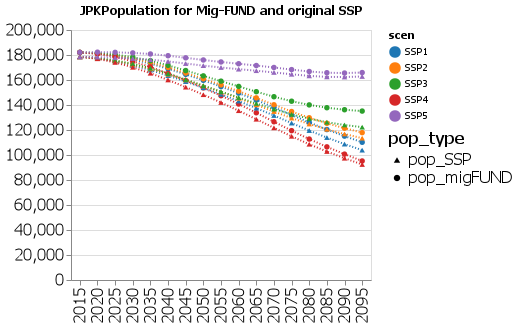 JPKPopulation for Mig-FUND and original SSP
200,000
180,000
160,000
140,000
120,000
100,000
80,000
60,000
40,000
20,000
0
2015
2020
2025
2030
2035
2040
2045
2050
2055
2060
2065
2070
2075
2080
2085
2090
2095
scen
SSP1
SSP2
SSP3
SSP4
SSP5
pop_type
pop_SSP
pop_migFUND